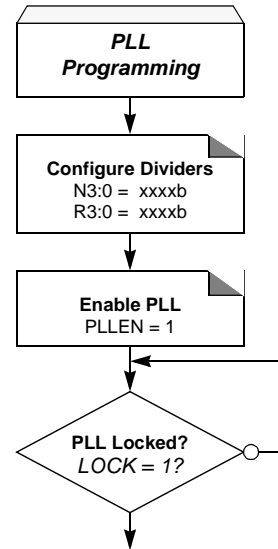 PLL
Programming
Configure Dividers
N3:0 = xxxxb
R3:0 = xxxxb
Enable PLL
PLLEN = 1
PLL Locked?
LOCK = 1?